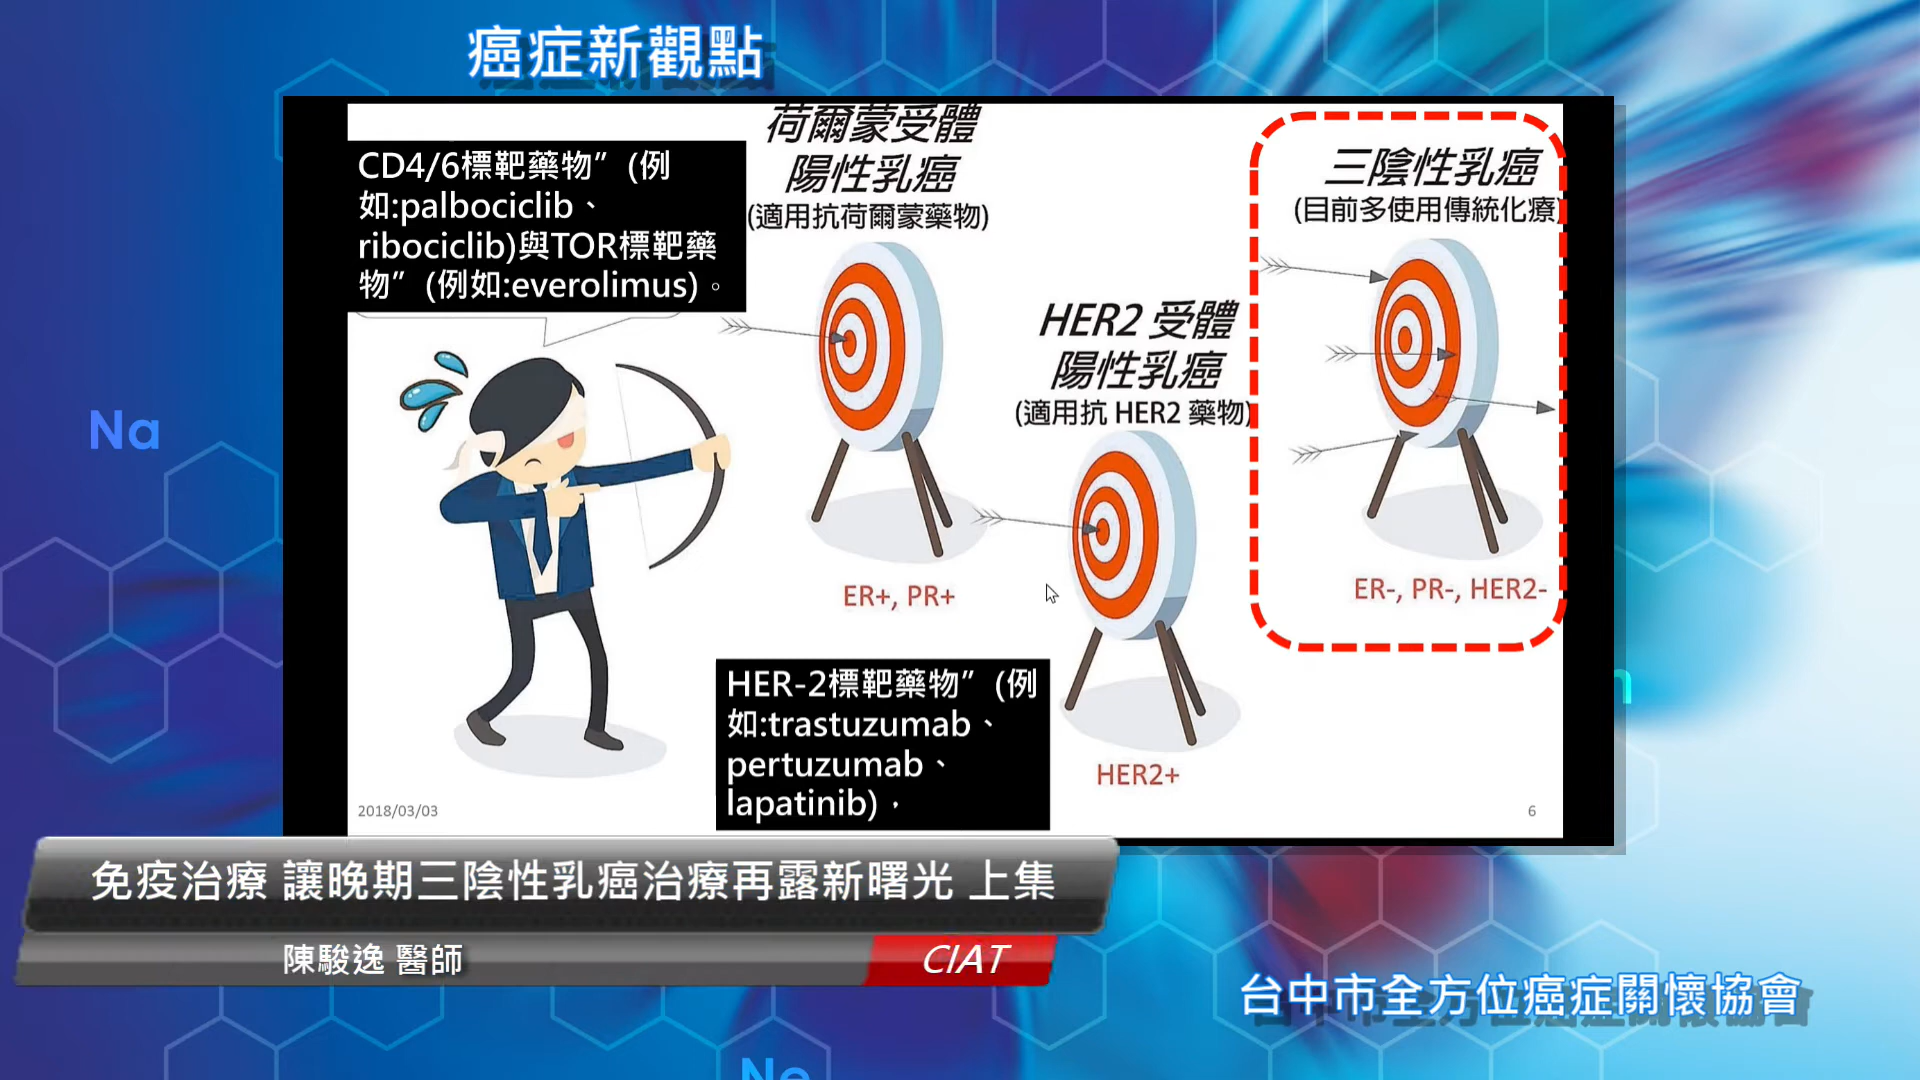 癌症新觀點
CD4/6標靶藥物”(例
如:palbociclib、
ribociclib)與TOR標靶藥
物”(例如:everolimus)。
荷爾蒙受體
陽性乳癌
(適用抗荷爾蒙藥物)
ER+, PR+
HER2 受體
陽性乳癌
(適用抗 HER2 藥物)
HER2+
三陰性乳癌
(目前多使用傳統化療)
ER-, PR-, HER2-
HER-2標靶藥物”(例
如:trastuzumab、
pertuzumab、
lapatinib),
2018/03/03
6
Na
免疫治療 讓晚期三陰性乳癌治療再露新曙光 上集
陳駿逸 醫師
CIAT
台中市全方位癌症關懷協會
Ne